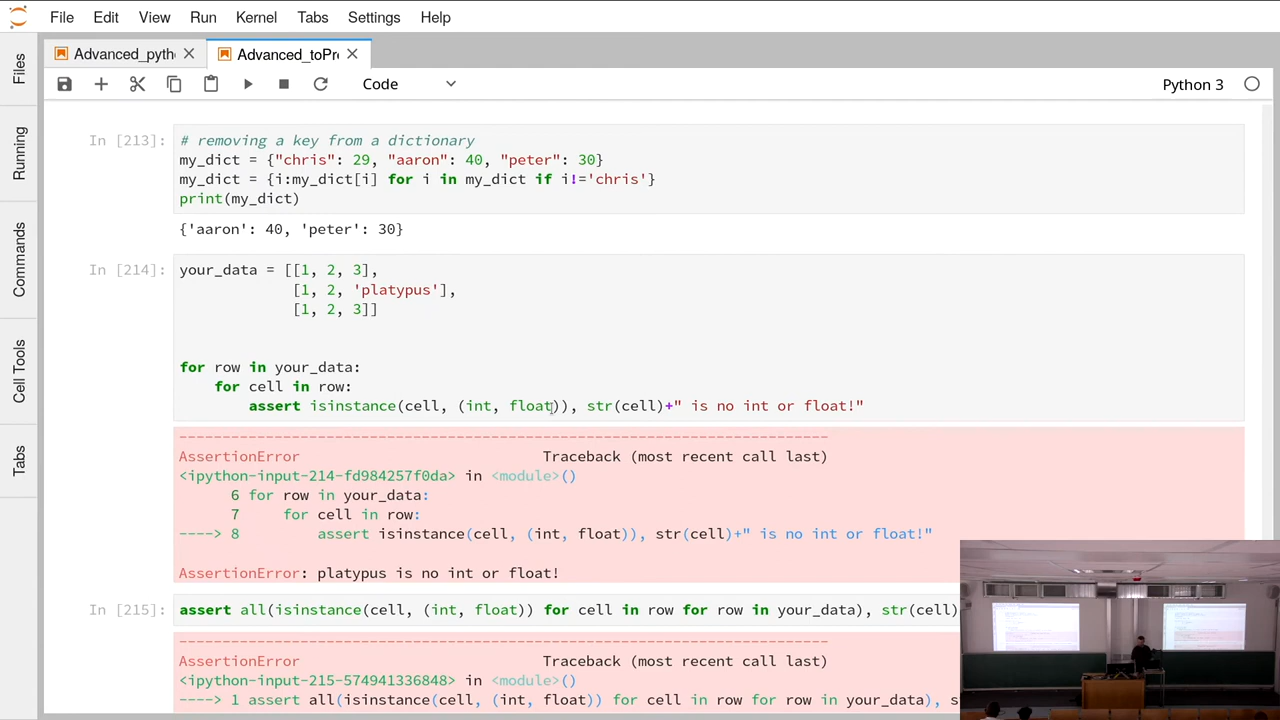 File Edit View Run Kernel Tabs Settings Help
Files
Running
Commands
Cell Tools
Tabs
Advanced_pyth
Advanced_toPr
Code
Python 3
In [213]:
# removing a key from a dictionary
my_dict = {"chris": 29, "aaron": 40, "peter": 30}
my_dict = {i:my_dict[i] for i in my_dict if i!='chris'}
print(my_dict)
{'aaron': 40, 'peter': 30}
In [214]:
your_data = [[1, 2, 3],
[1, 2, 'platypus'],
[1, 2, 3]]
for row in your_data:
for cell in row:
assert isinstance(cell, (int, float)), str(cell)+" is no int or float!"
---------------------------------------------------------------------------
AssertionError Traceback (most recent call last)
<ipython-input-214-fd984257f0da> in <module>()
6 for row in your_data:
7 for cell in row:
----> 8 assert isinstance(cell, (int, float)), str(cell)+" is no int or float!"
AssertionError: platypus is no int or float!
In [215]:
assert all(isinstance(cell, (int, float)) for cell in row for row in your_data), str(cell)
---------------------------------------------------------------------------
AssertionError Traceback (most recent call last)
<ipython-input-215-574941336848> in <module>()
----> 1 assert all(isinstance(cell, (int, float)) for cell in row for row in your_data), s